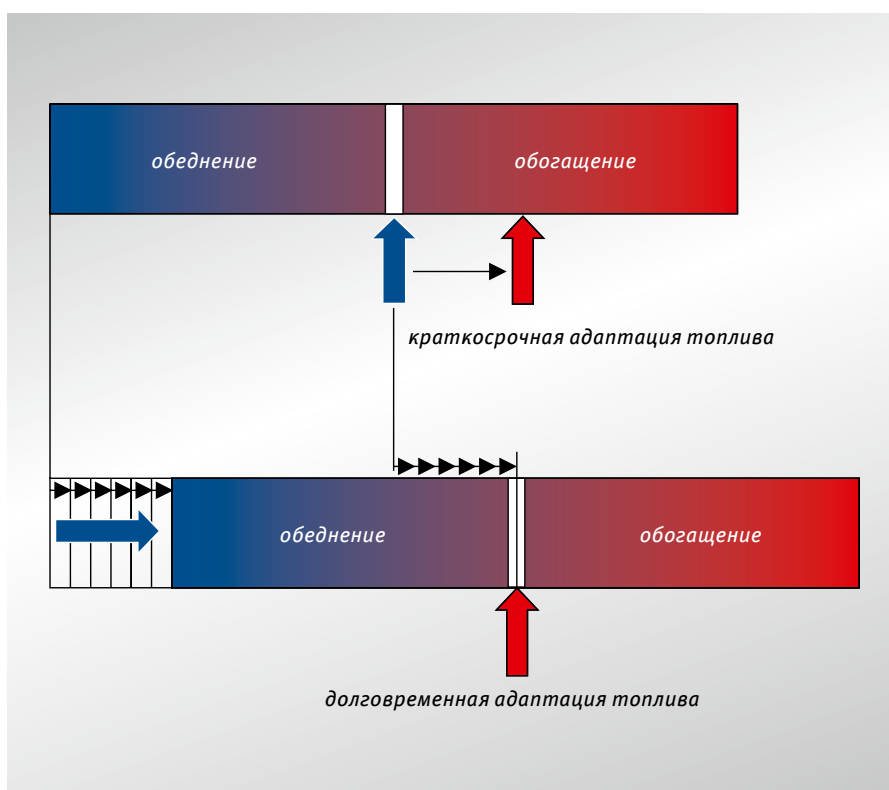 обеднение
обогащение
краткосрочная адаптация топлива
обеднение
обогащение
долговременная адаптация топлива